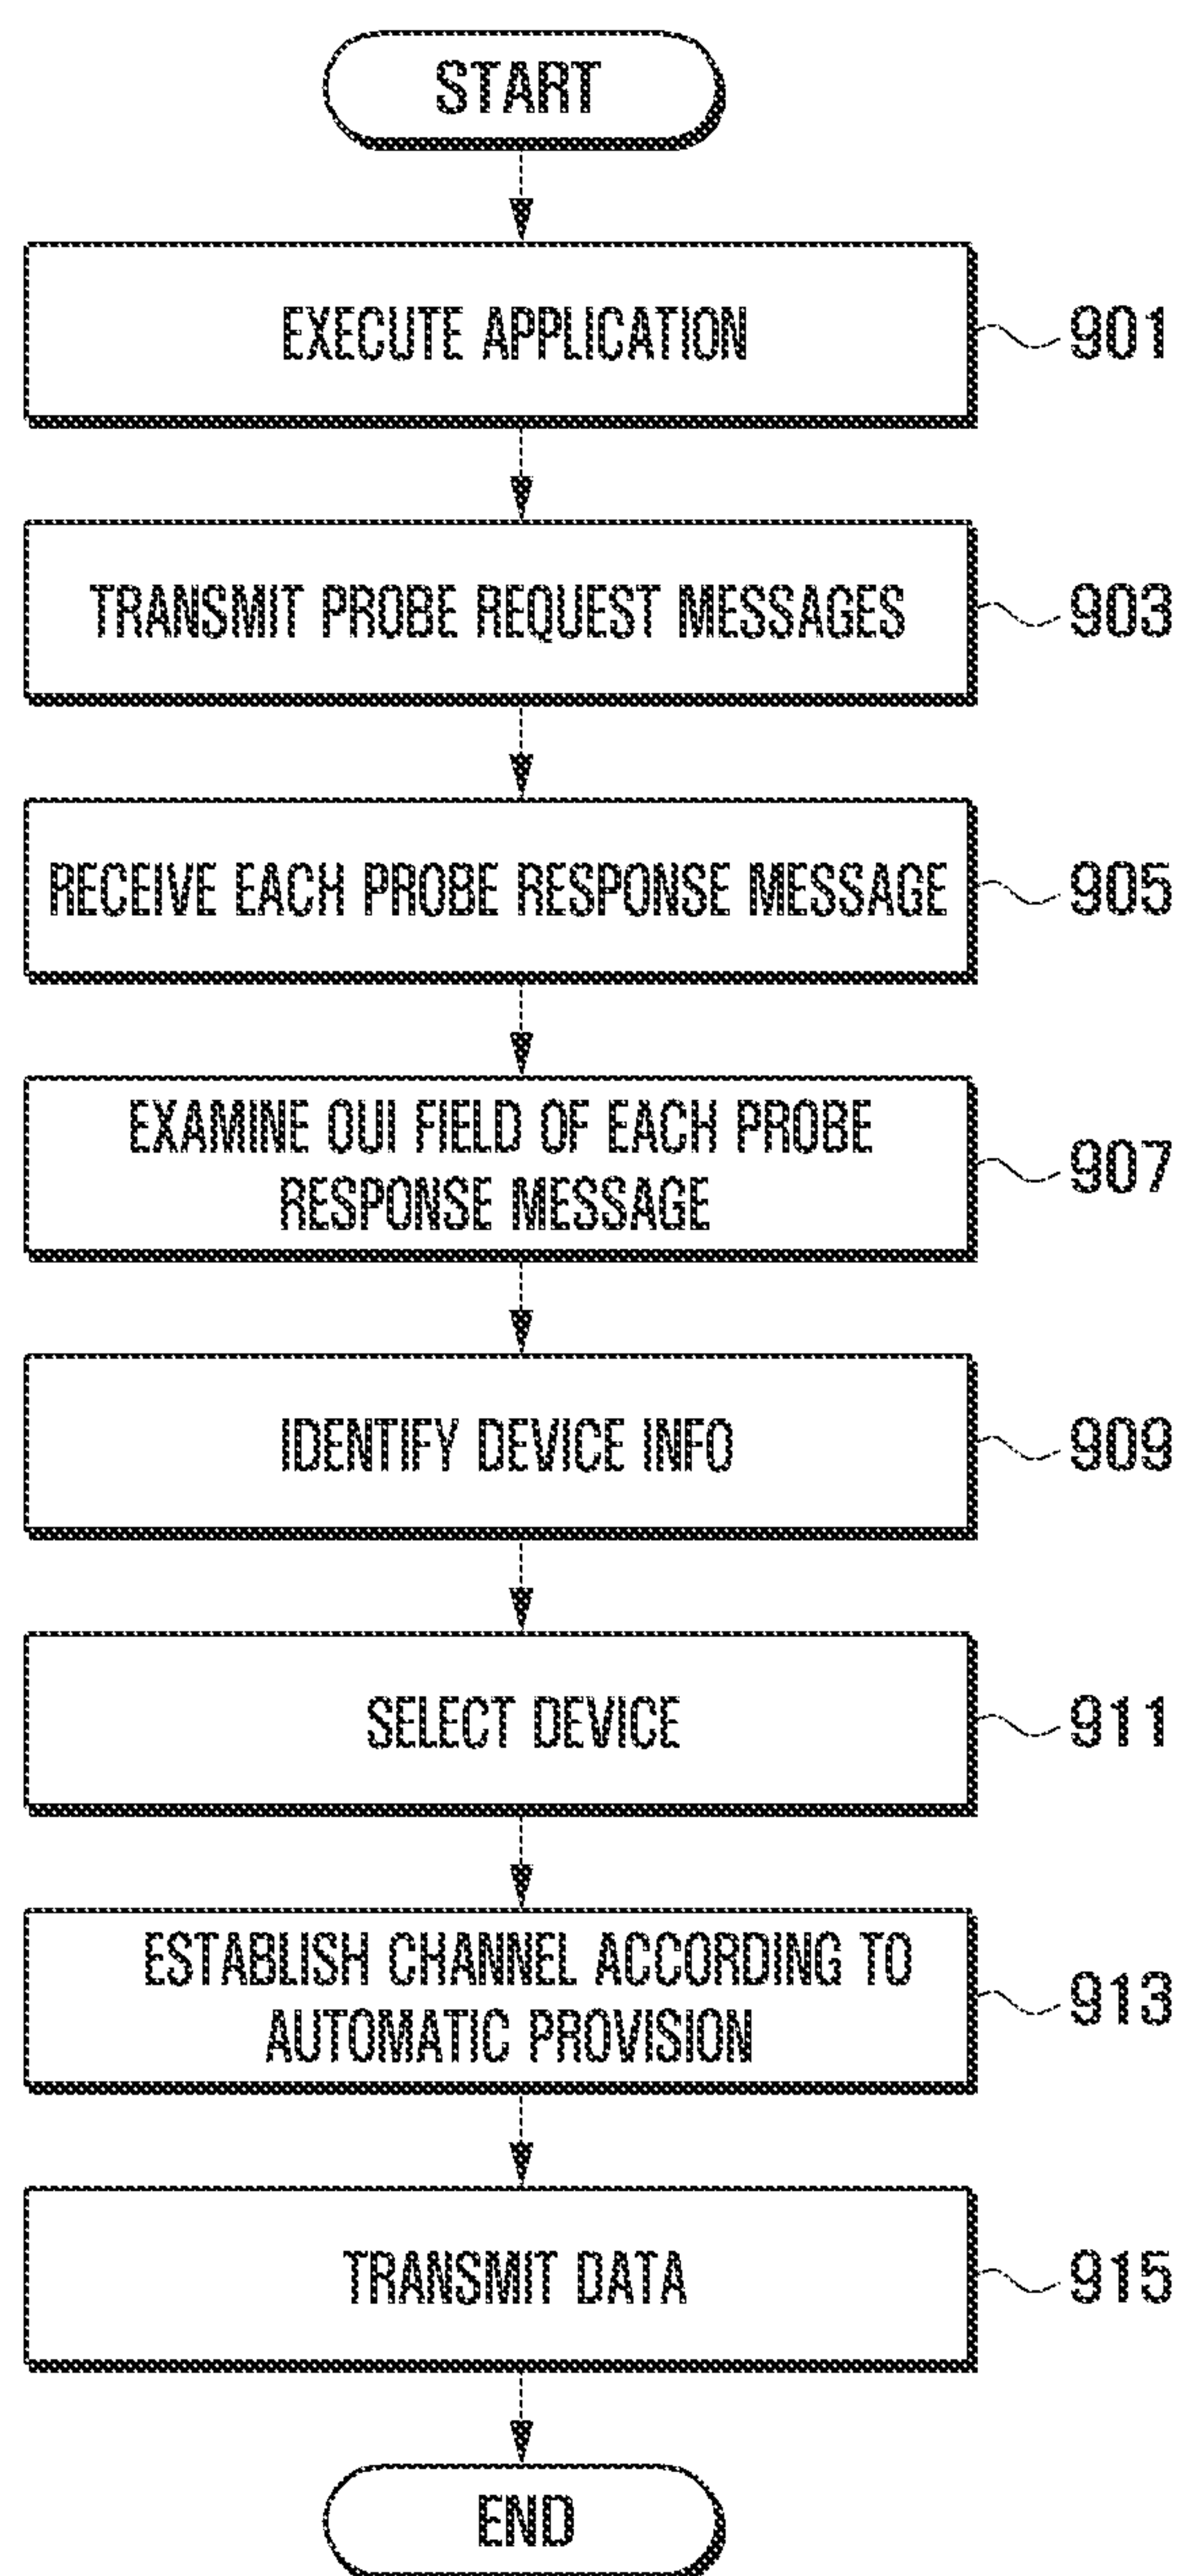 START
EXECUTE APPLICATION
901
TRANSMIT PROBE REQUEST MESSAGES
903
RECEIVE EACH PROBE RESPONSE MESSAGE
905
EXAMINE OUI FIELD OF EACH PROBE
RESPONSE MESSAGE
907
IDENTIFY DEVICE INFO
909
SELECT DEVICE
911
ESTABLISH CHANNEL ACCORDING TO
AUTOMATIC PROVISION
913
TRANSMIT DATA
915
END